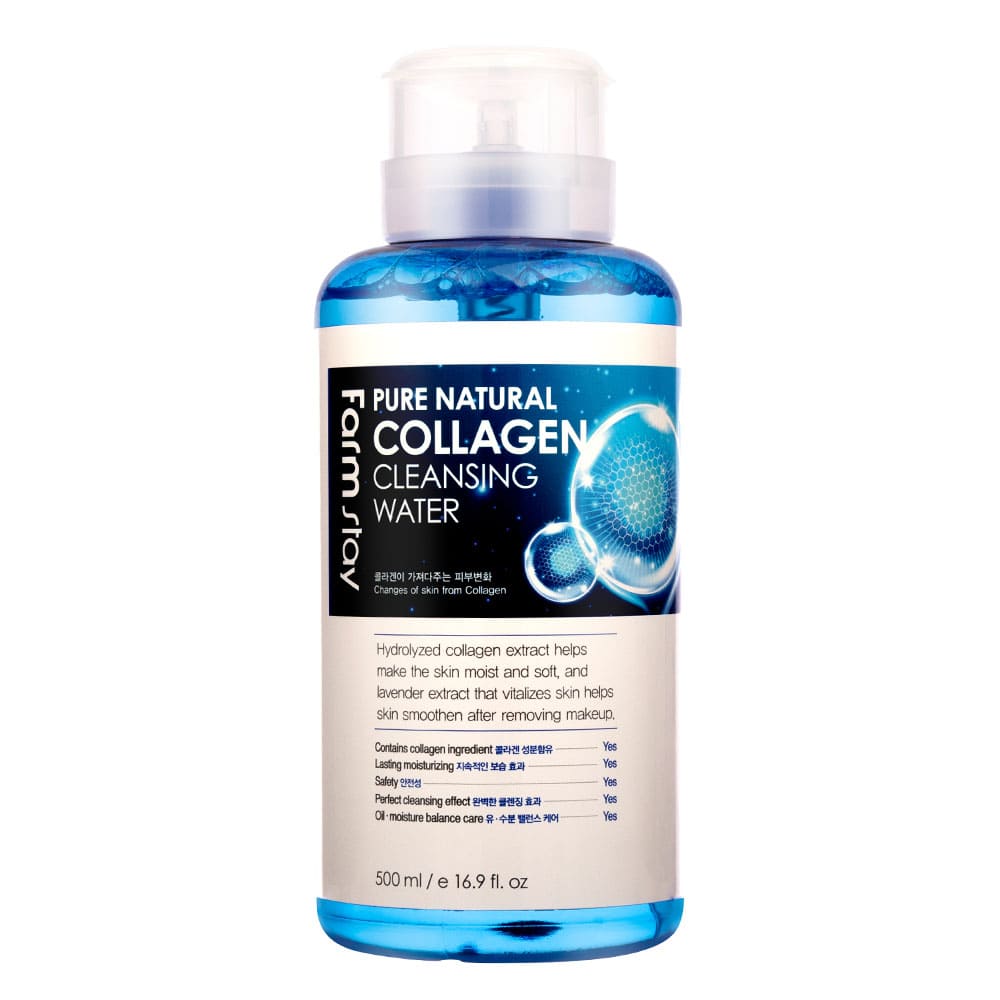 Farm stay
PURE NATURAL
COLLAGEN
CLEANSING
WATER
콜라겐이 가져다주는 피부변화
Changes of skin from Collagen
Hydrolyzed collagen extract helps
make the skin moist and soft, and
lavender extract that vitalizes skin helps
skin smoothen after removing makeup.
Contains collagen ingredient 콜라겐 성분함유 Yes
Lasting moisturizing 지속적인 보습 효과 Yes
Safety 안전성 Yes
Perfect cleansing effect 완벽한 클렌징 효과 Yes
Oil·moisture balance care 유·수분 밸런스 케어 Yes
500 ml / e 16.9 fl. oz